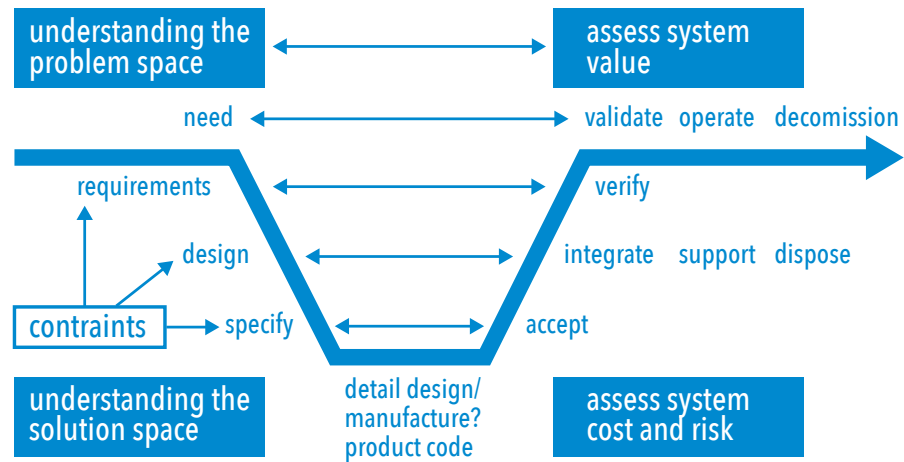 understanding the
problem space
assess system
value
need
validate operate decomission
requirements
verify
design
integrate support dispose
contraints
specify
accept
understanding the
solution space
detail design/
manufacture?
product code
assess system
cost and risk